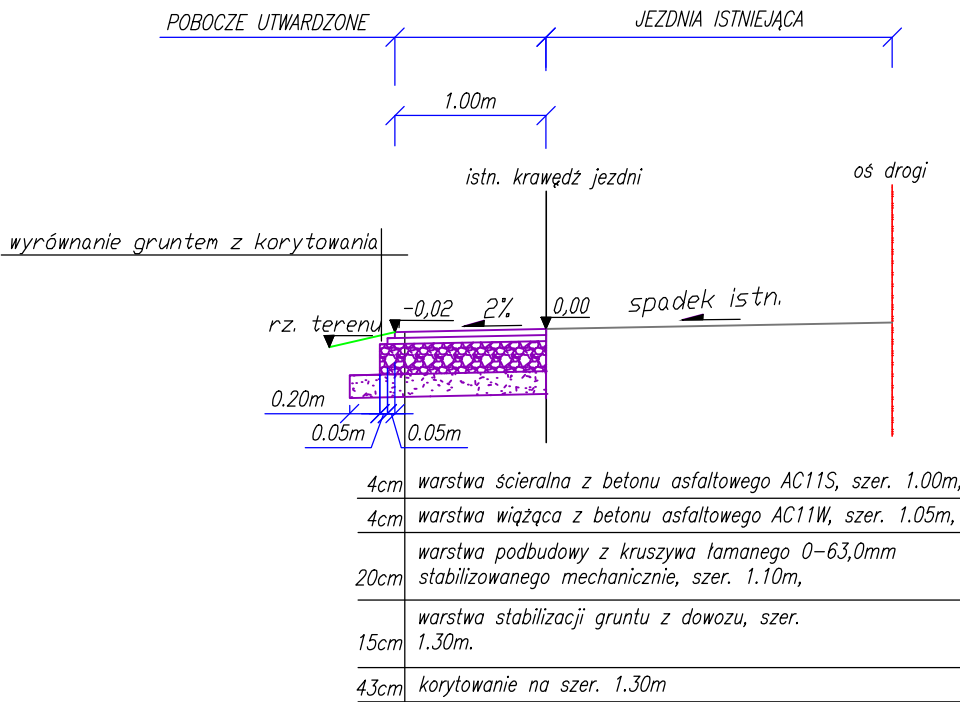 POBOCZE UTWARDZONE
JEZDNIA ISTNIEJĄCA
1.00m
istn. krawędź jezdni
oś drogi
wyrównanie gruntem z korytowania
rz. terenu
-0,02
2%
0,00
spadek istn.
0.20m
0.05m
0.05m
4cm warstwa ścieralna z betonu asfaltowego AC11S, szer. 1.00m,
4cm warstwa wiążąca z betonu asfaltowego AC11W, szer. 1.05m,
warstwa podbudowy z kruszywa łamanego 0-63,0mm
20cm stabilizowanego mechanicznie, szer. 1.10m,
warstwa stabilizacji gruntu z dowozu, szer.
15cm 1.30m.
43cm korytowanie na szer. 1.30m